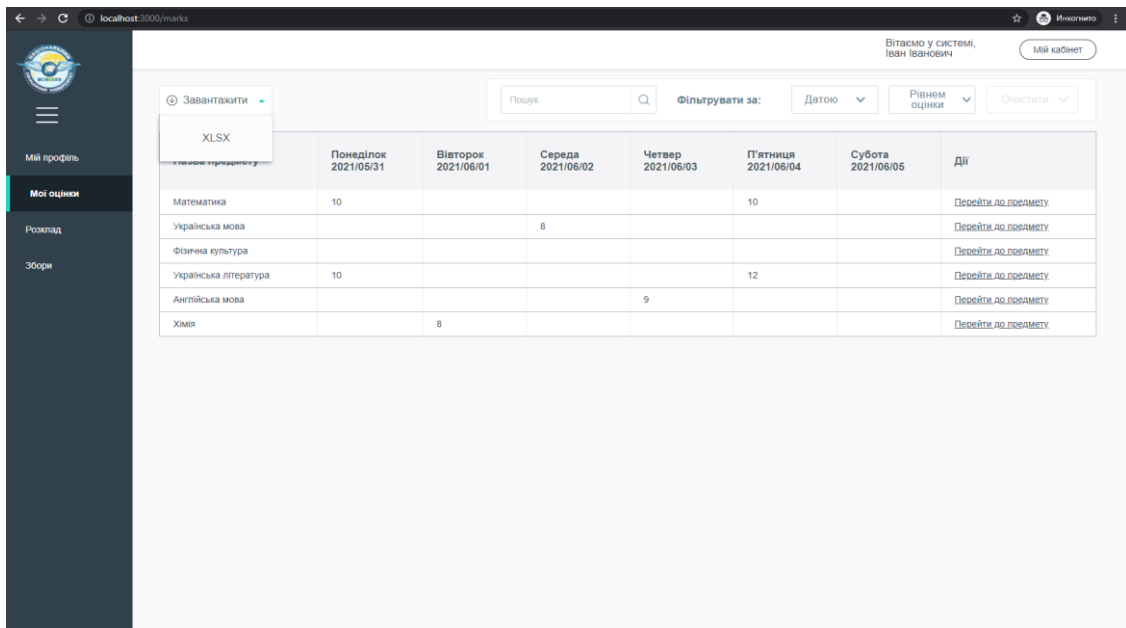 localhost:3000/marks
Инкогнито
Вітаємо у системі,
Іван Іванович
Мій кабінет
Завантажити
Пошук
Фільтрувати за:
Датою
Рівнем
оцінки
Очистити
XLSX
Мій профіль
Мої оцінки
Розклад
Збори
Назва предмету
Понеділок
2021/05/31
Вівторок
2021/06/01
Середа
2021/06/02
Четвер
2021/06/03
П'ятниця
2021/06/04
Субота
2021/06/05
Дії
Математика 10 10 Перейти до предмету
Українська мова 8 Перейти до предмету
Фізична культура Перейти до предмету
Українська література 10 12 Перейти до предмету
Англійська мова 9 Перейти до предмету
Хімія 8 Перейти до предмету